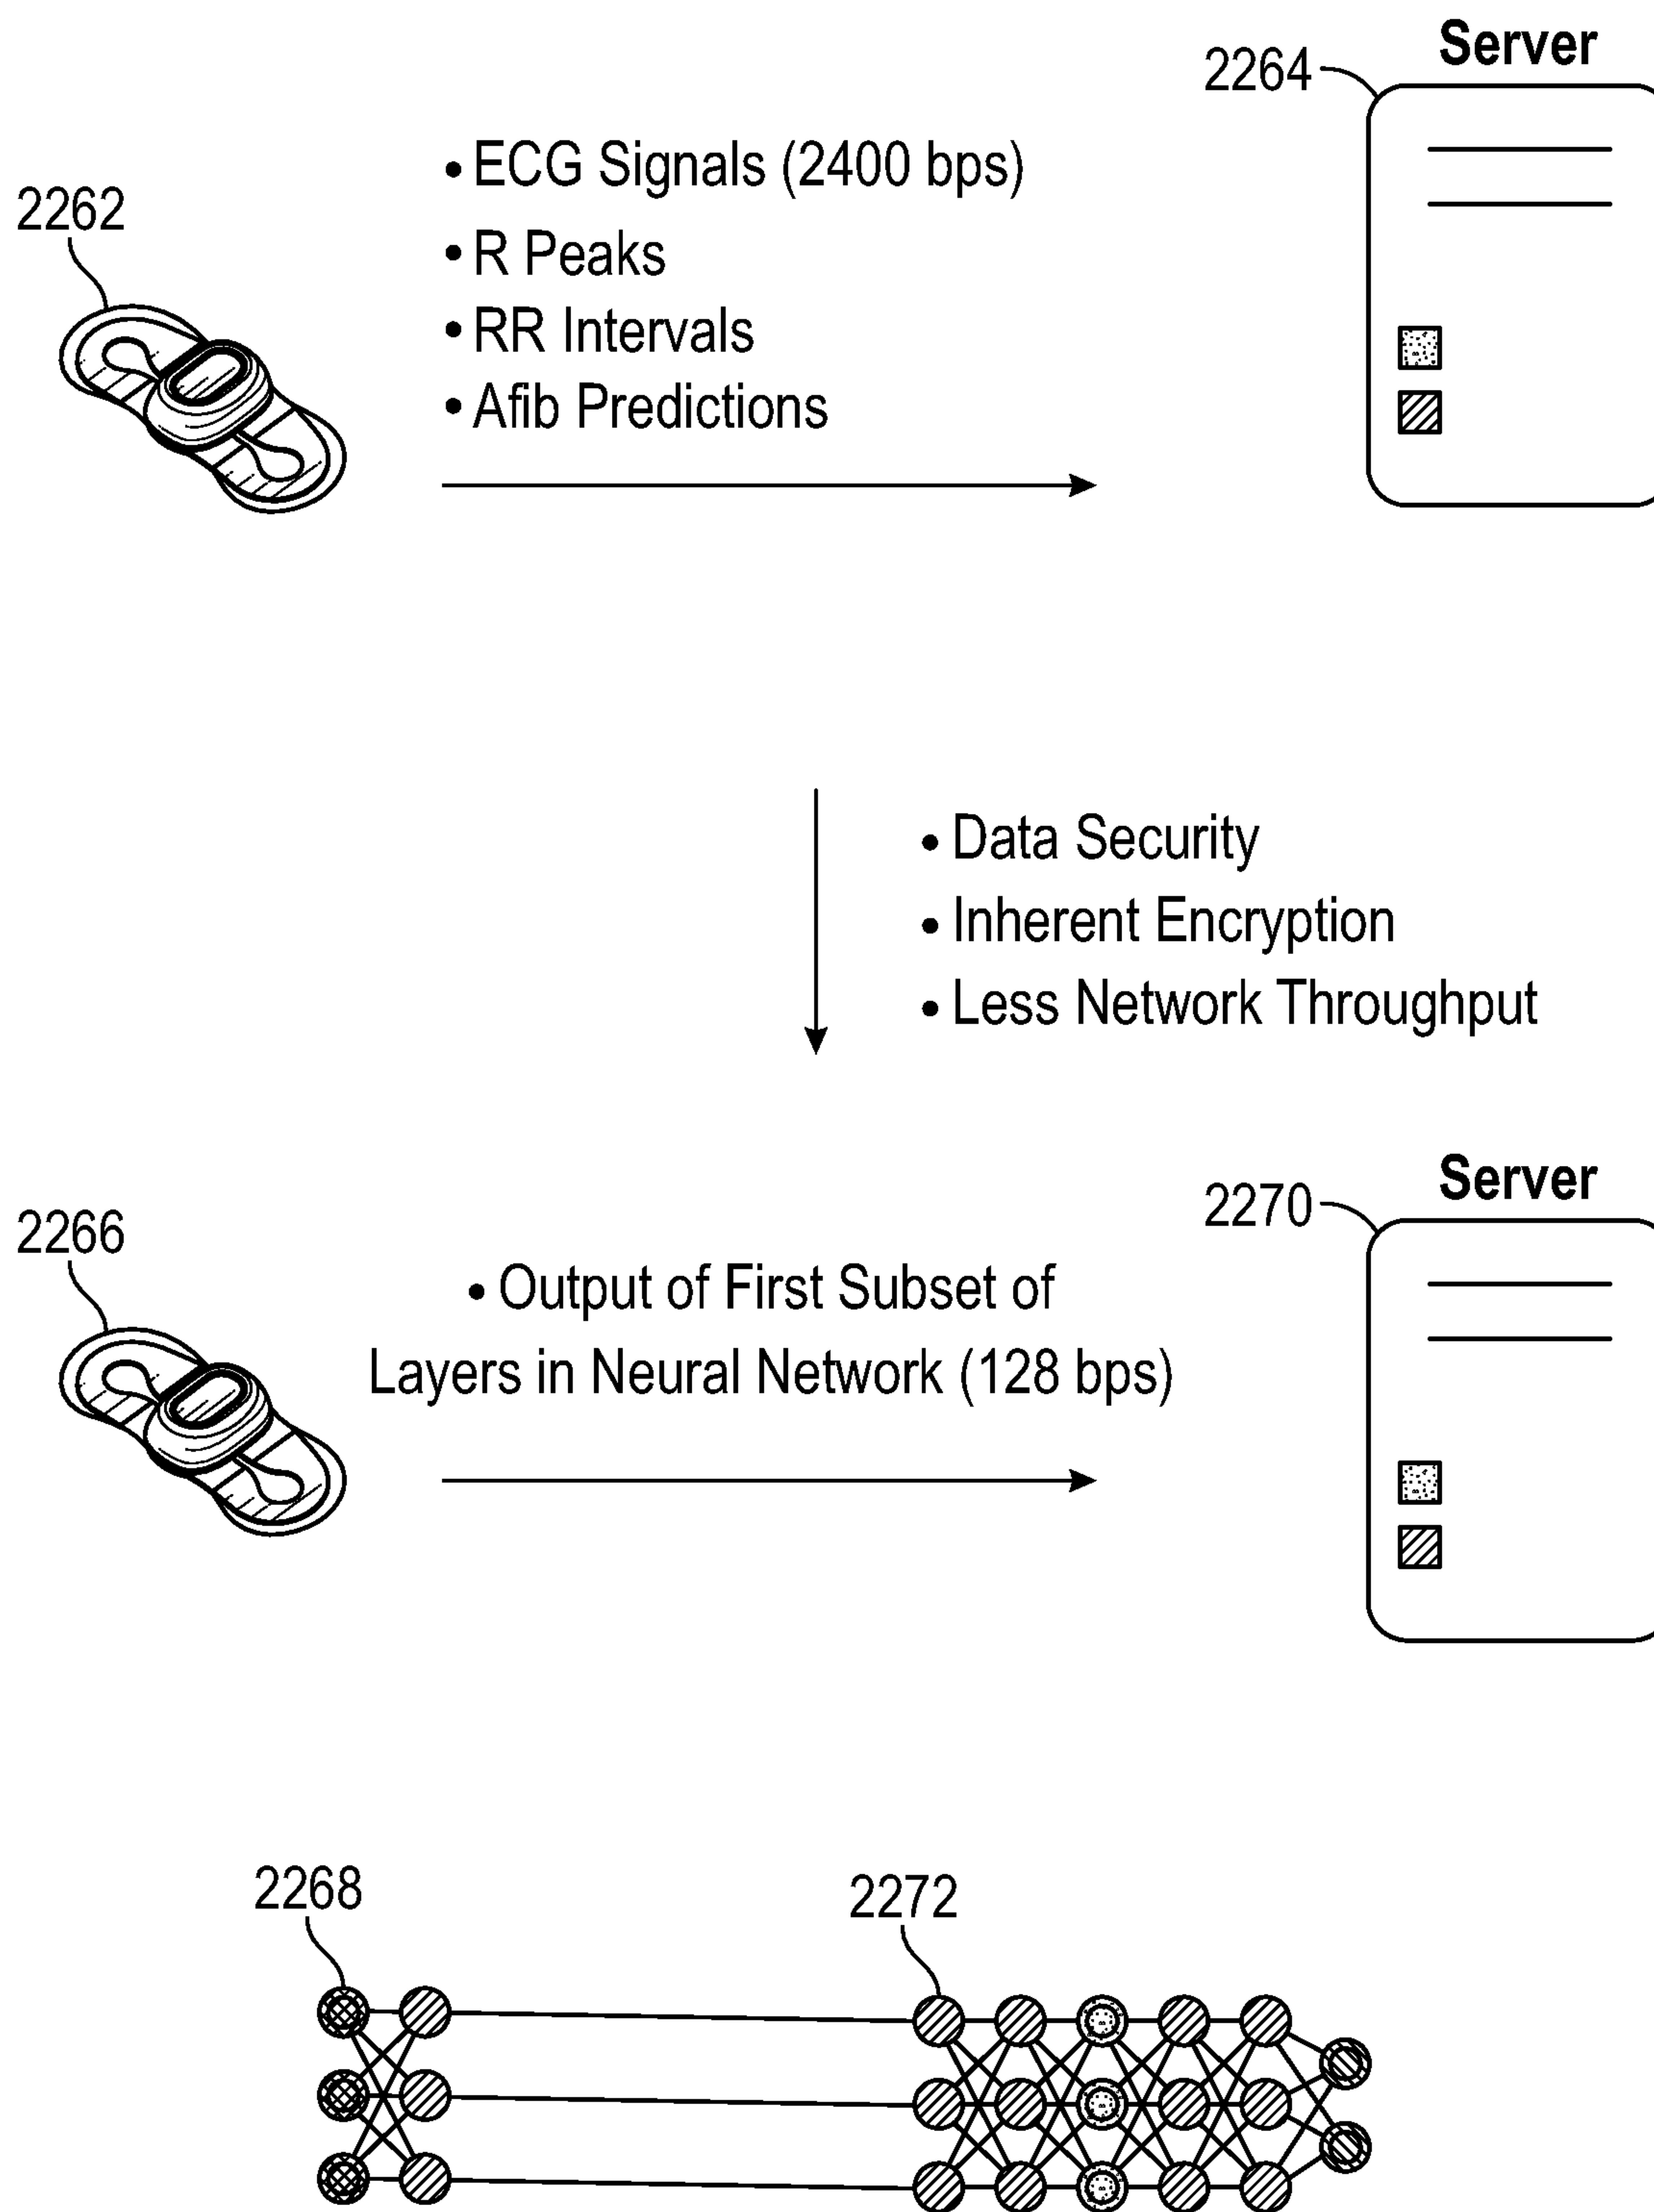 Server
2264
2262
• ECG Signals (2400 bps)
• R Peaks
• RR Intervals
• Afib Predictions
• Data Security
• Inherent Encryption
• Less Network Throughput
Server
2270
2266
• Output of First Subset of
Layers in Neural Network (128 bps)
2268
2272